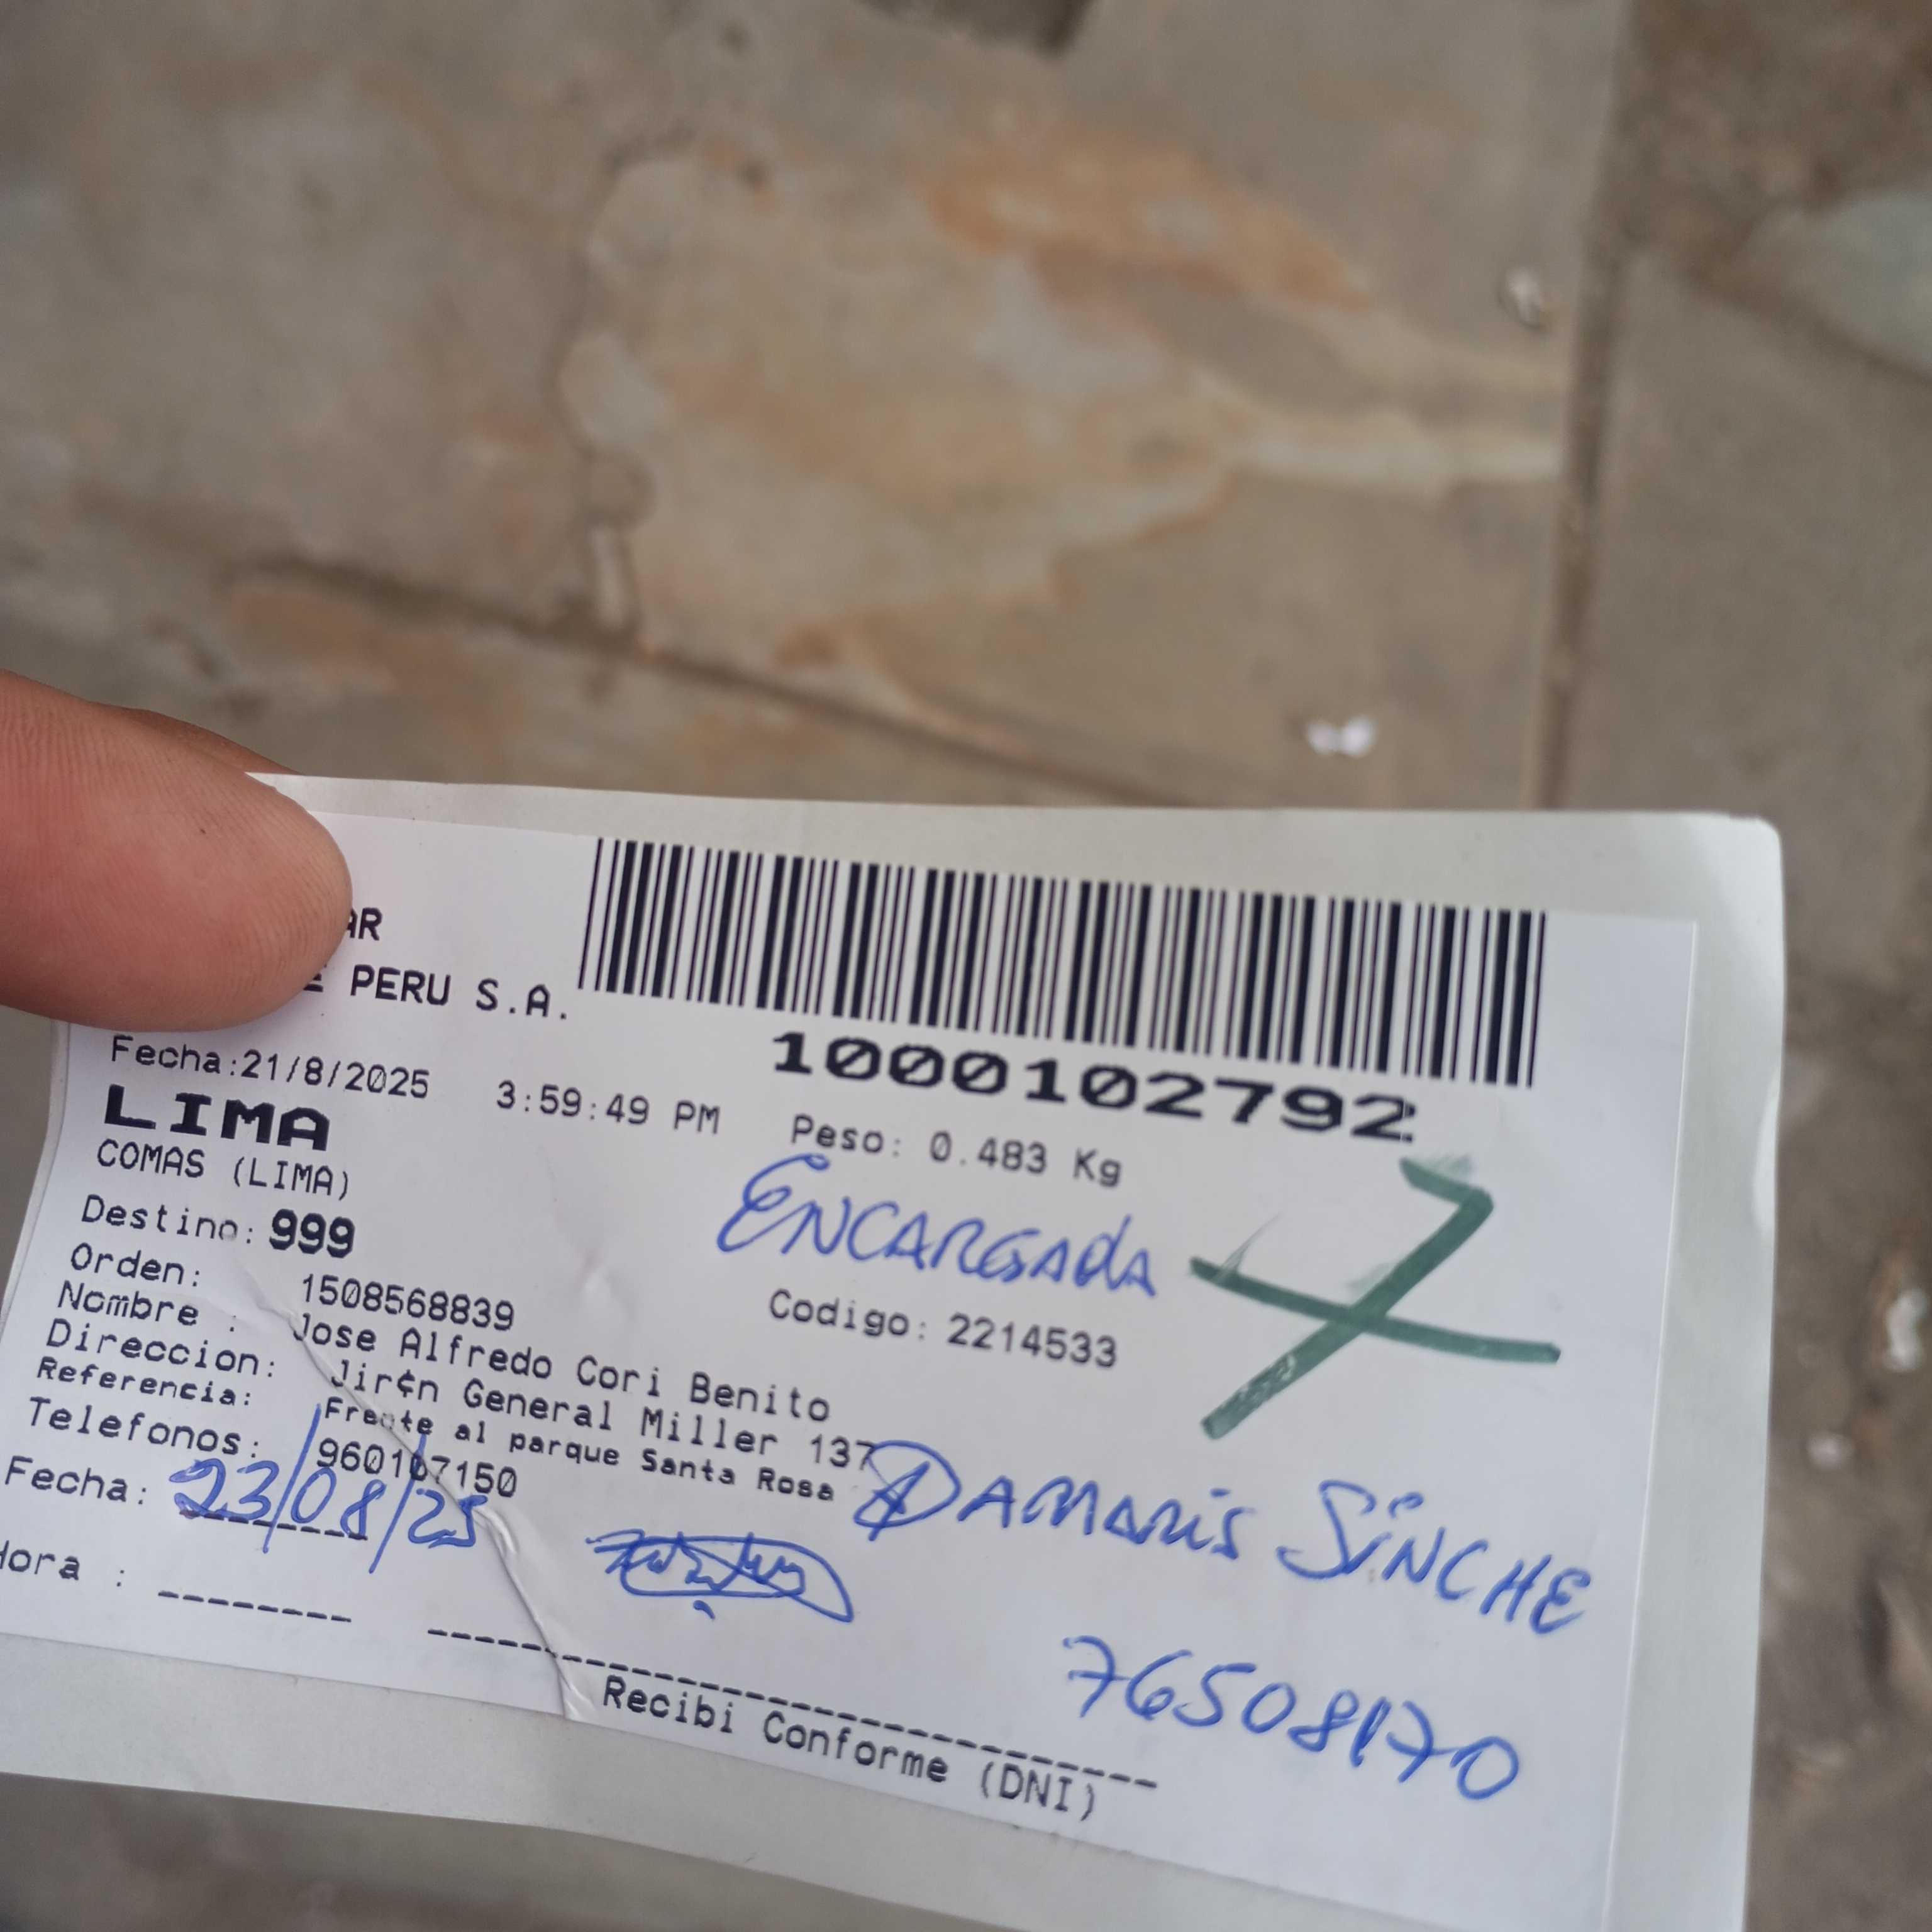 PERU S.A.
1000102792
Fecha:21/8/2025 3:59:49 PM Peso: 0.483 Kg
LIMA
COMAS (LIMA)
ENCARGADA
7
Destino: 999
Orden: 1508568839 Codigo: 2214533
Nombre : Jose Alfredo Cori Benito
Direccion: Jir¢n General Miller 137
Referencia: Frente al parque Santa Rosa
Telefonos: 960107150
DAMARIS SINCHE
Fecha: 23/08/25
Hora :
76508170
Recibi Conforme (DNI)